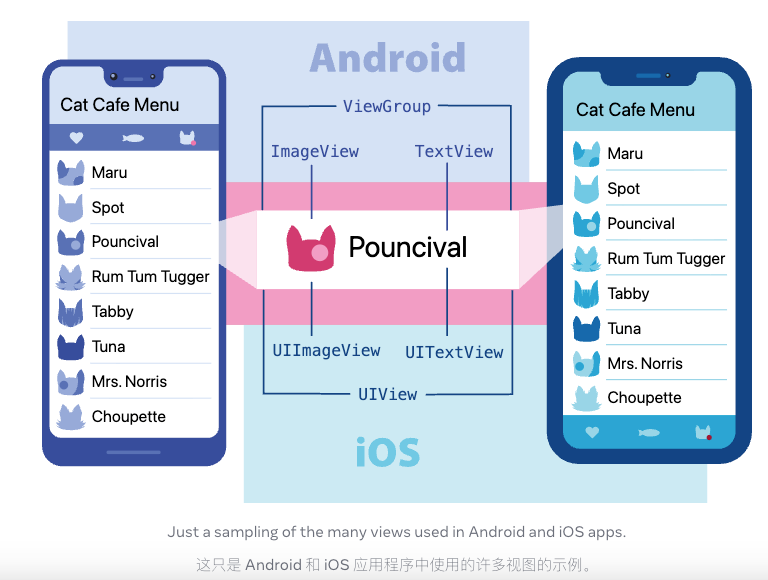 Android
Cat Cafe Menu
Maru
Spot
Pouncival
Rum Tum Tugger
Tabby
Tuna
Mrs. Norris
Choupette
ViewGroup
ImageView
TextView
Pouncival
UIImageView
UITextView
UIView
iOS
Cat Cafe Menu
Maru
Spot
Pouncival
Rum Tum Tugger
Tabby
Tuna
Mrs. Norris
Choupette
Just a sampling of the many views used in Android and iOS apps.
这只是 Android 和 iOS 应用程序中使用的许多视图的示例。